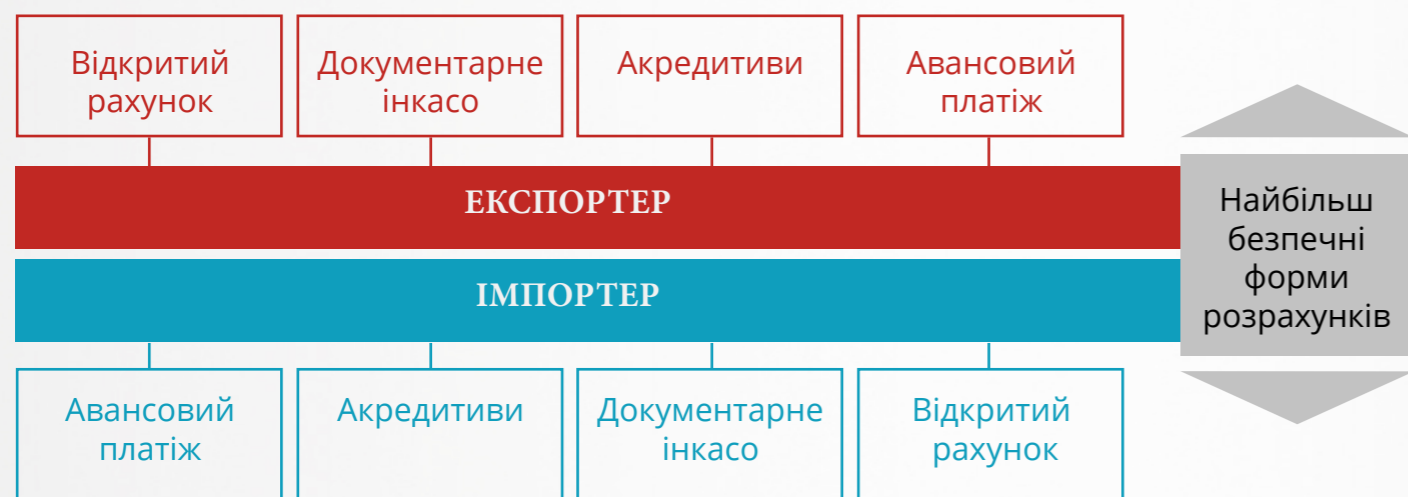 Відкритий
рахунок
Документарне
інкасо
Акредитиви
Авансовий
платіж
ЕКСПОРТЕР
ІМПОРТЕР
Найбільш
безпечні
форми
розрахунків
Авансовий
платіж
Акредитиви
Документарне
інкасо
Відкритий
рахунок